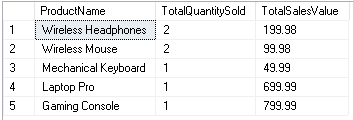 ProductName TotalQuantitySold TotalSalesValue
1 Wireless Headphones 2 199.98
2 Wireless Mouse 2 99.98
3 Mechanical Keyboard 1 49.99
4 Laptop Pro 1 699.99
5 Gaming Console 1 799.99